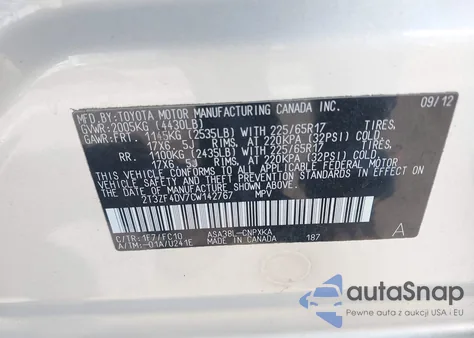 MFD. BY: TOYOTA MOTOR MANUFACTURING CANADA INC. 09/12
GVWR:2005KG (4430LB)
GAWR:FRT. 1145KG (2535LB) WITH 225/65R17 TIRES,
17X6.5J RIMS, AT 220KPA (32PSI) COLD
RR. 1100KG (2435LB) WITH 225/65R17 TIRES,
17X6.5J RIMS, AT 220KPA (32PSI) COLD
THIS VEHICLE CONFORMS TO ALL APPLICABLE FEDERAL
MOTOR VEHICLE SAFETY AND THEFT PREVENTION STANDARDS
IN EFFECT ON THE DATE OF MANUFACTURE SHOWN ABOVE.
2T3ZF4DV7CW142767 MPV
C/TR:1F7/FC10 ASA38L-CNPXKA
A/TM:-01A/U241E MADE IN CANADA 187 A
autoSnap
Pewne auto z USA i EU